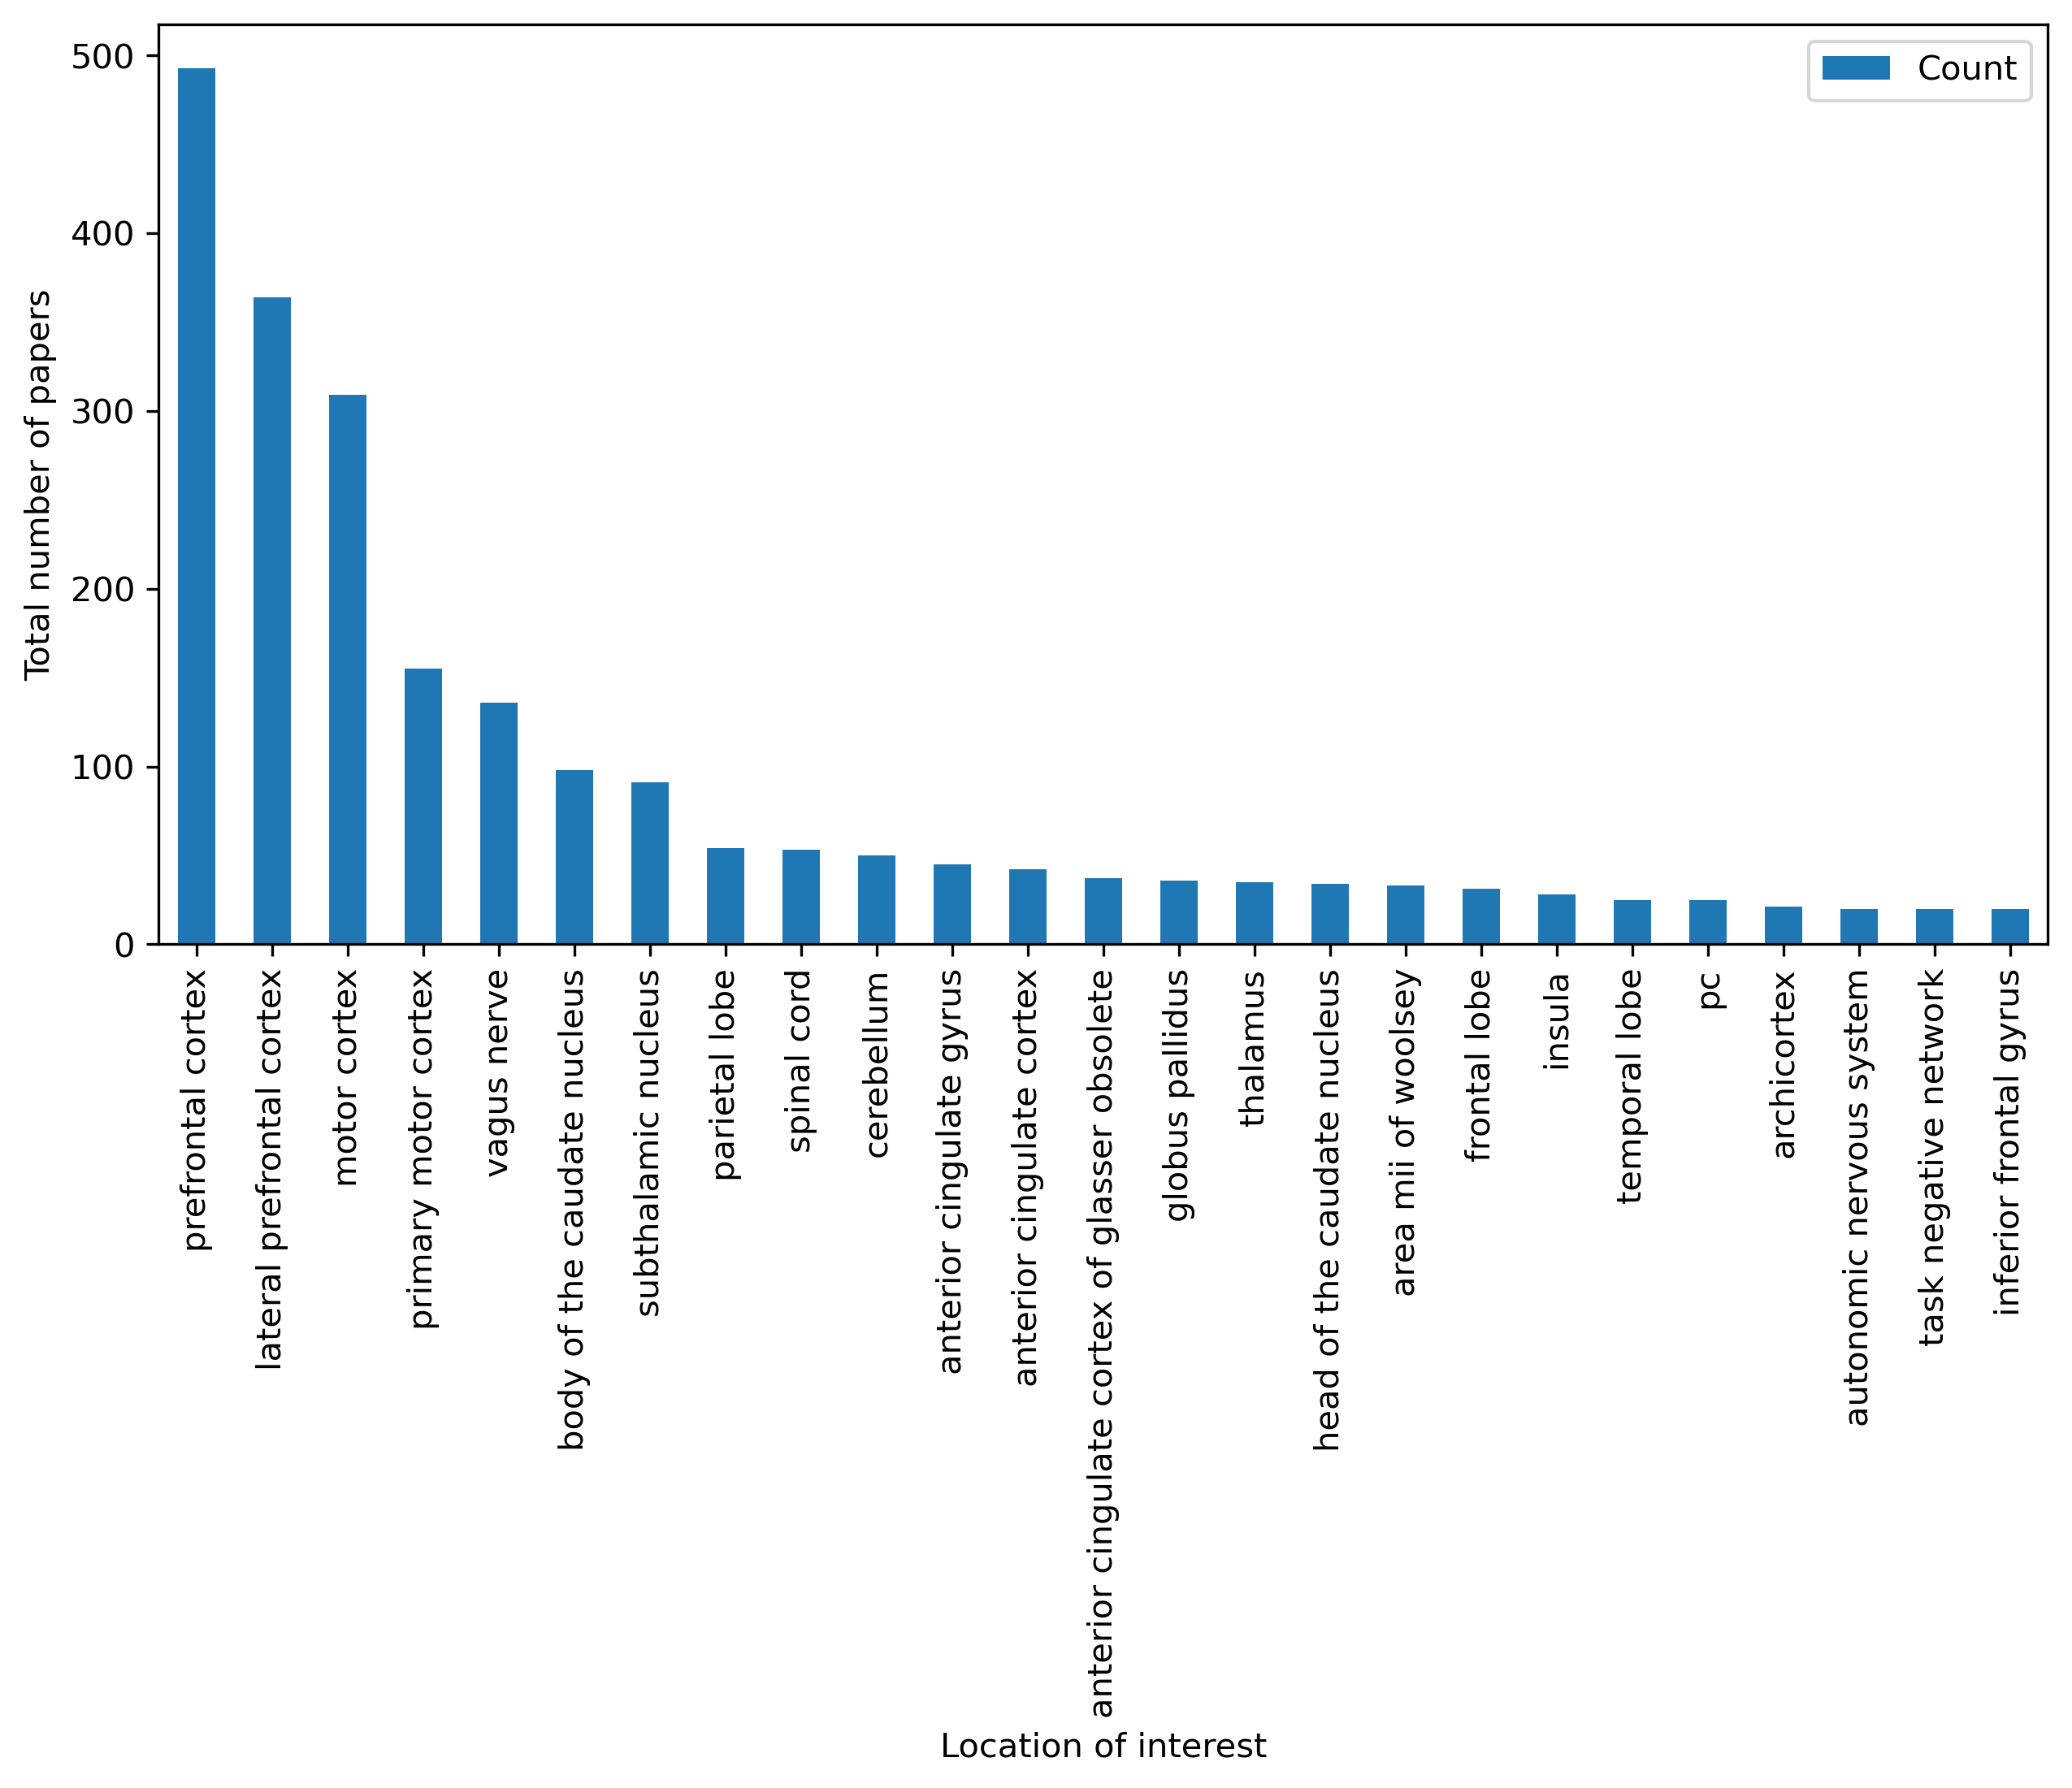 Count
Total number of papers
500
400
300
200
100
0
prefrontal cortex
lateral prefrontal cortex
motor cortex
primary motor cortex
vagus nerve
body of the caudate nucleus
subthalamic nucleus
parietal lobe
spinal cord
cerebellum
anterior cingulate gyrus
anterior cingulate cortex
anterior cingulate cortex of glasser obsolete
globus pallidus
thalamus
head of the caudate nucleus
area mii of woolsey
frontal lobe
insula
temporal lobe
pc
archicortex
autonomic nervous system
task negative network
inferior frontal gyrus
Location of interest